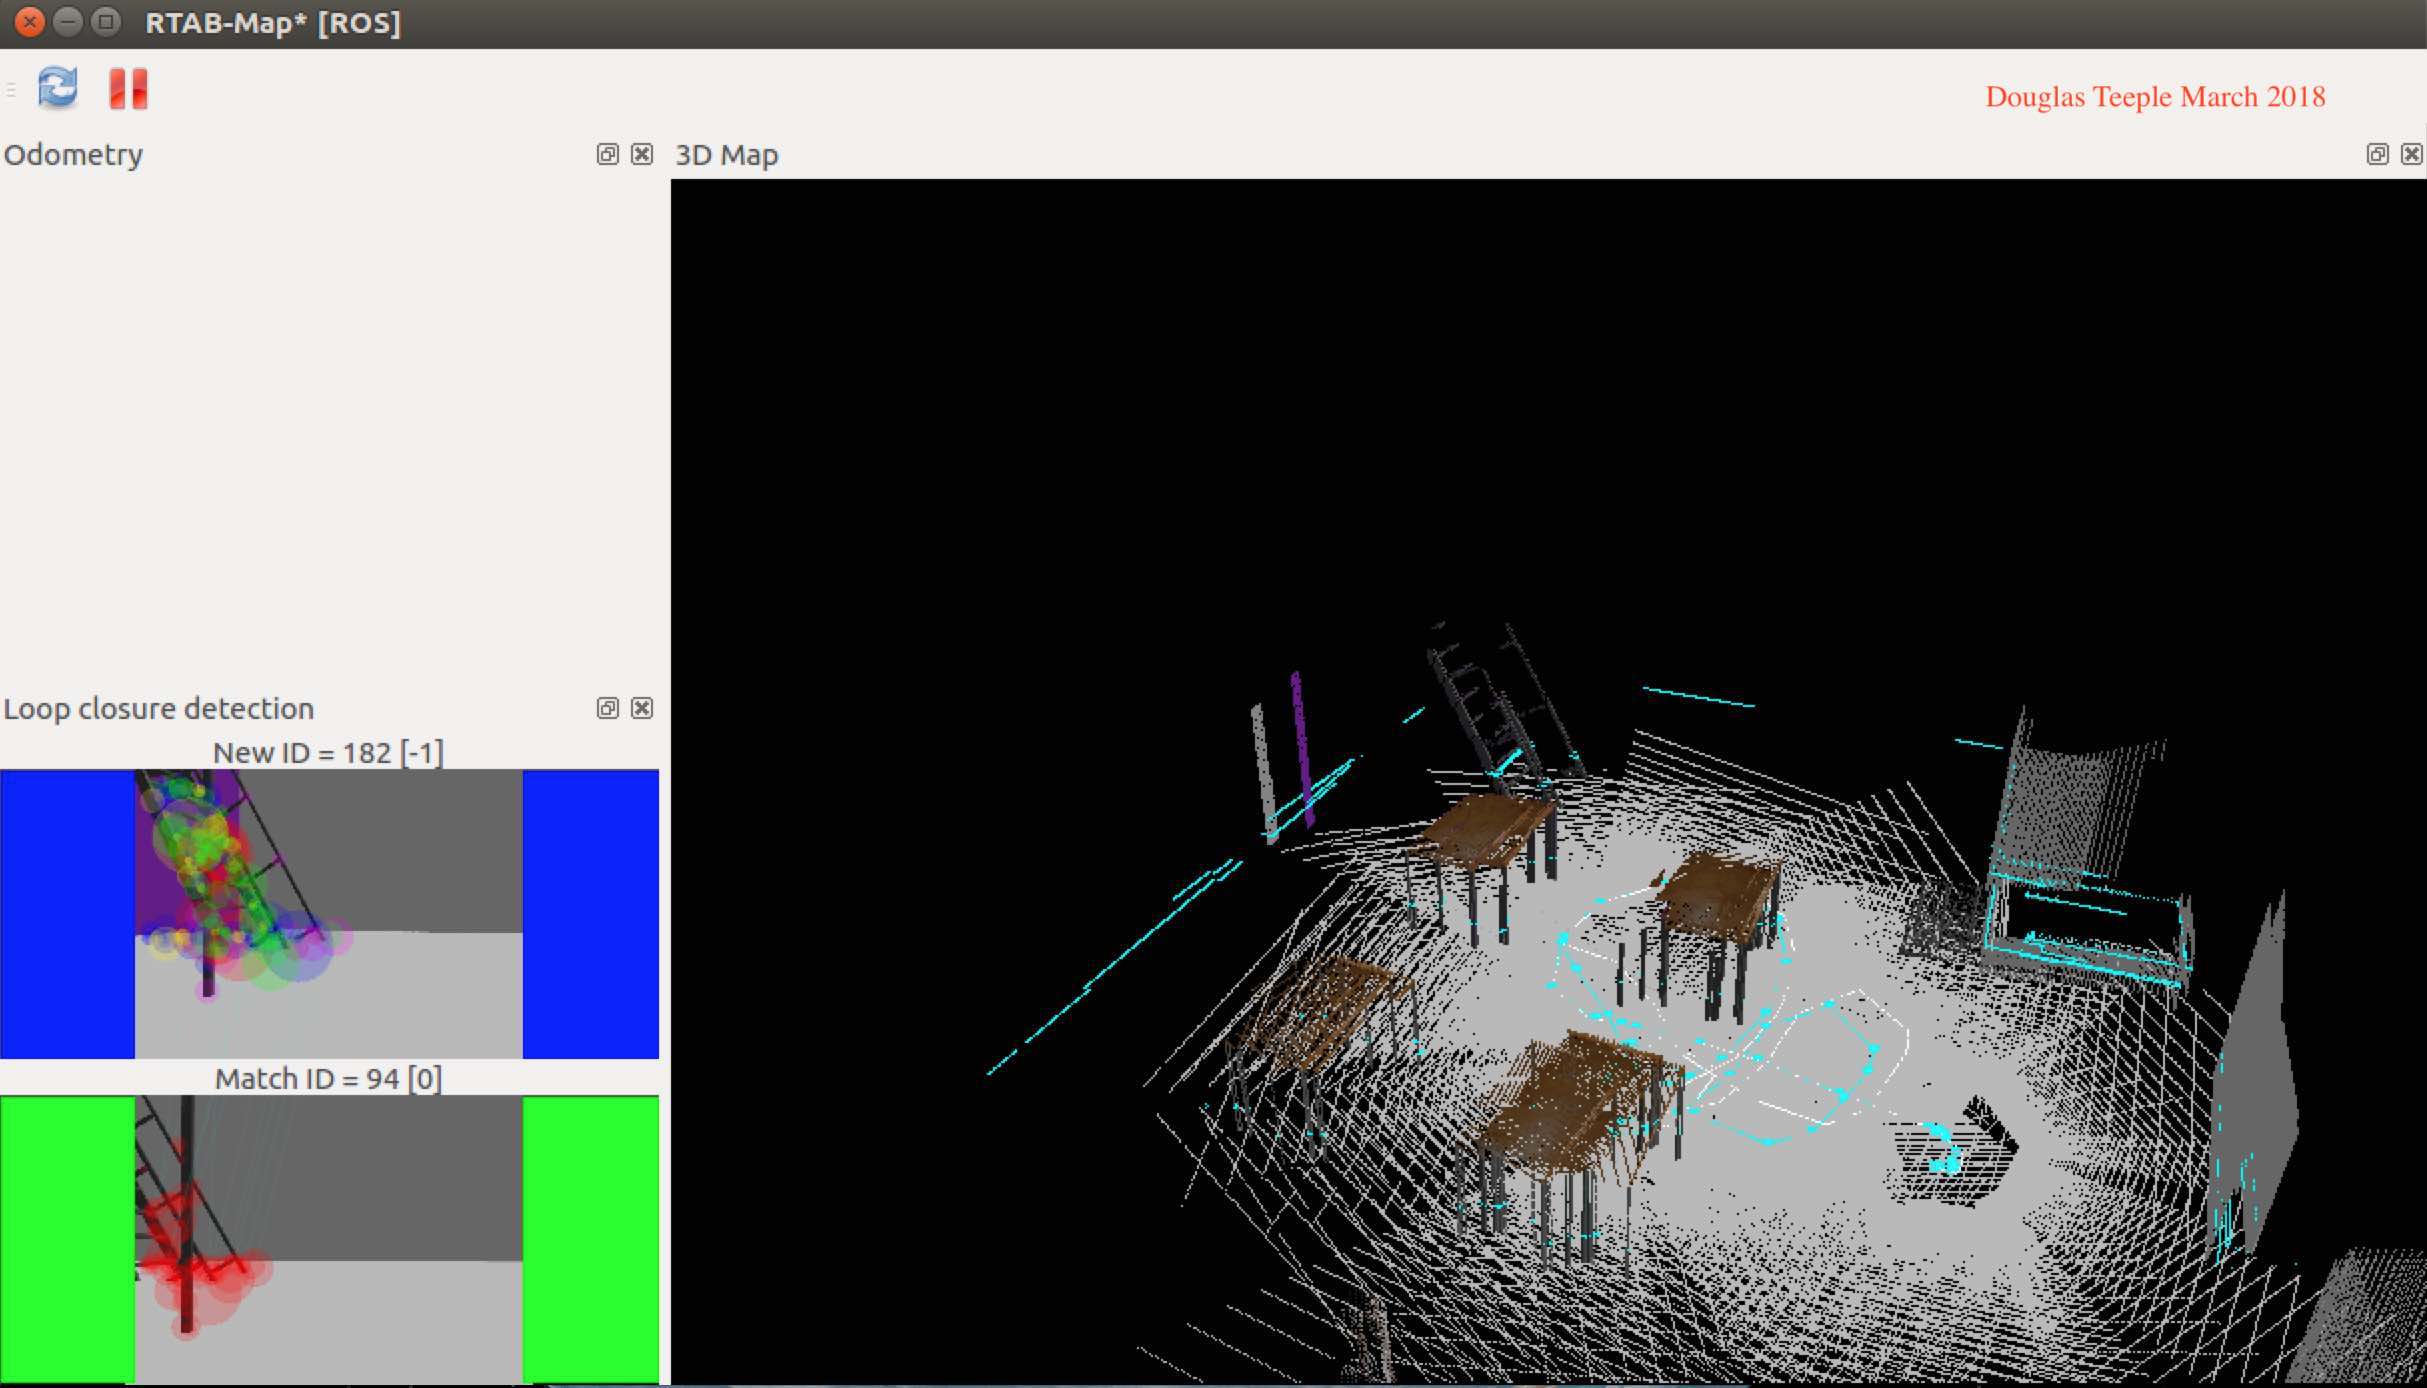 RTAB-Map* [ROS]
Douglas Teeple March 2018
Odometry
3D Map
Loop closure detection
New ID = 182 [-1]
Match ID = 94 [0]